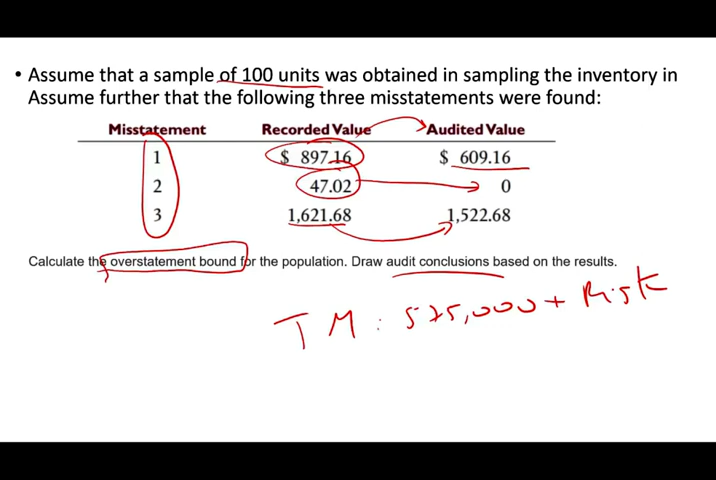 • Assume that a sample of 100 units was obtained in sampling the inventory in
Assume further that the following three misstatements were found:
Misstatement Recorded Value Audited Value
1 $ 897.16 $ 609.16
2 47.02 0
3 1,621.68 1,522.68
Calculate the overstatement bound for the population. Draw audit conclusions based on the results.
TM: 525,000 + Risk